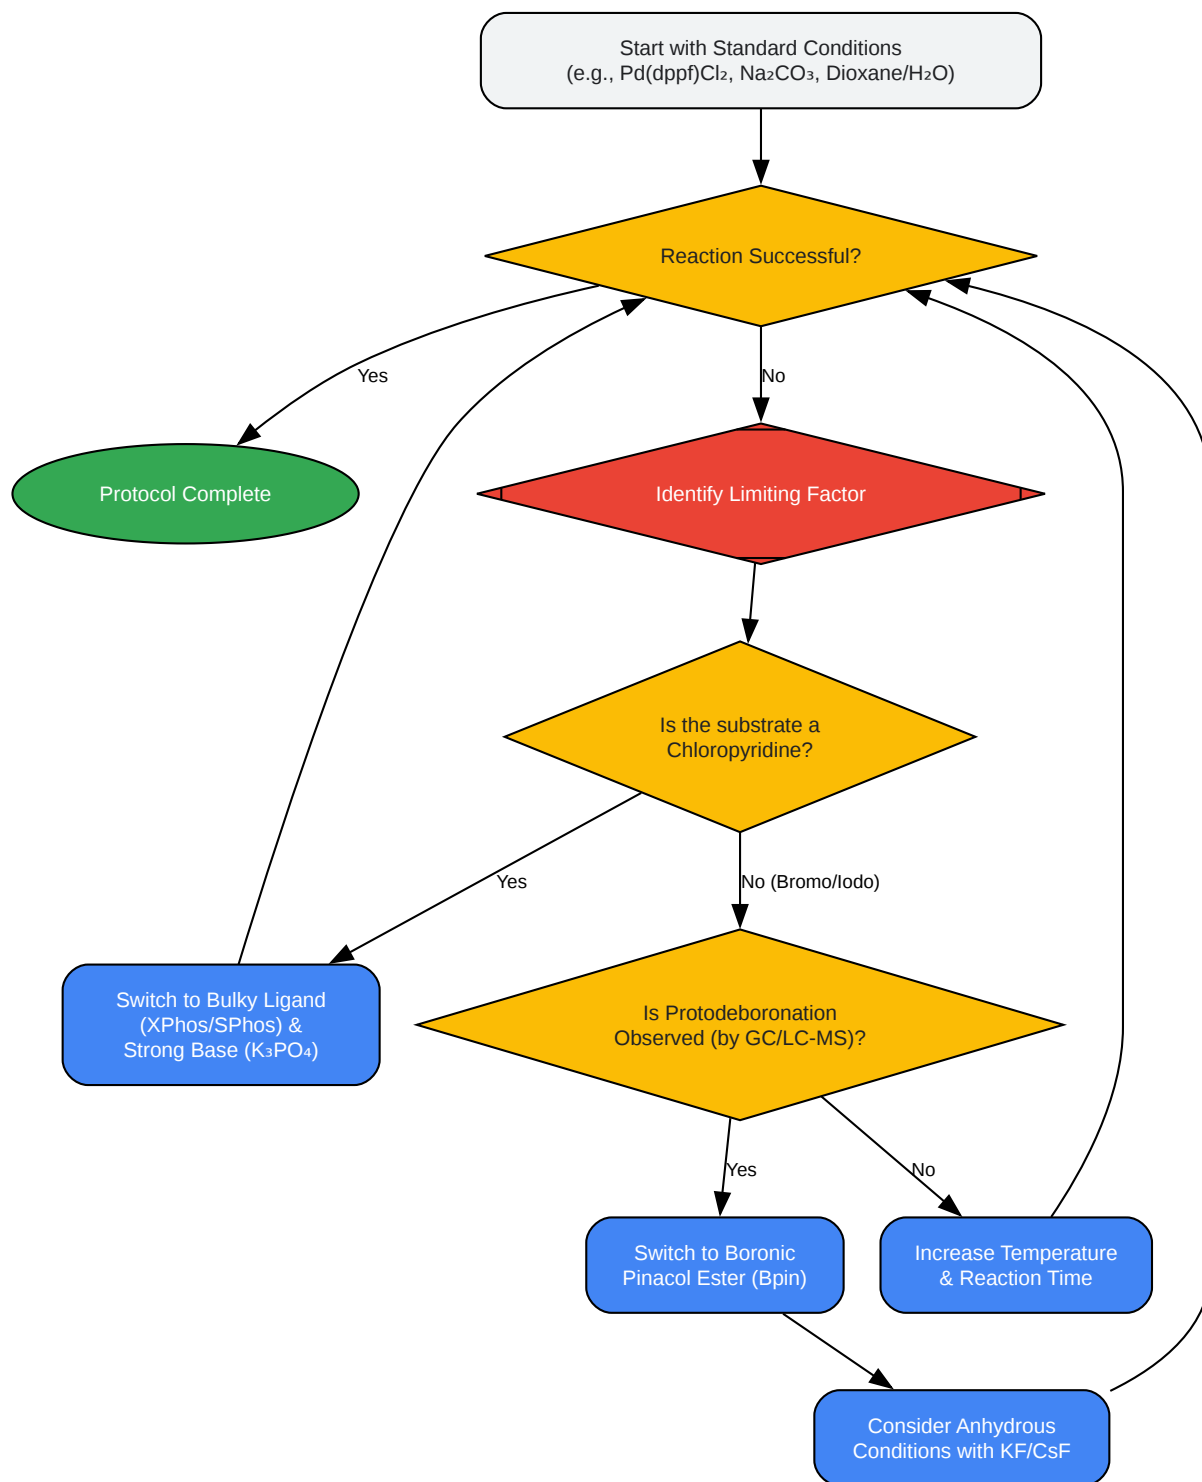 Start with Standard Conditions
(e.g., Pd(dppf)Cl₂, Na₂CO₃, Dioxane/H₂O)
Reaction Successful?
Yes
No
Protocol Complete
Identify Limiting Factor
Is the substrate a
Chloropyridine?
Yes
No (Bromo/Iodo)
Switch to Bulky Ligand
(XPhos/SPhos) &
Strong Base (K₃PO₄)
Is Protodeboronation
Observed (by GC/LC-MS)?
Yes
No
Switch to Boronic
Pinacol Ester (Bpin)
Increase Temperature
& Reaction Time
Consider Anhydrous
Conditions with KF/CsF